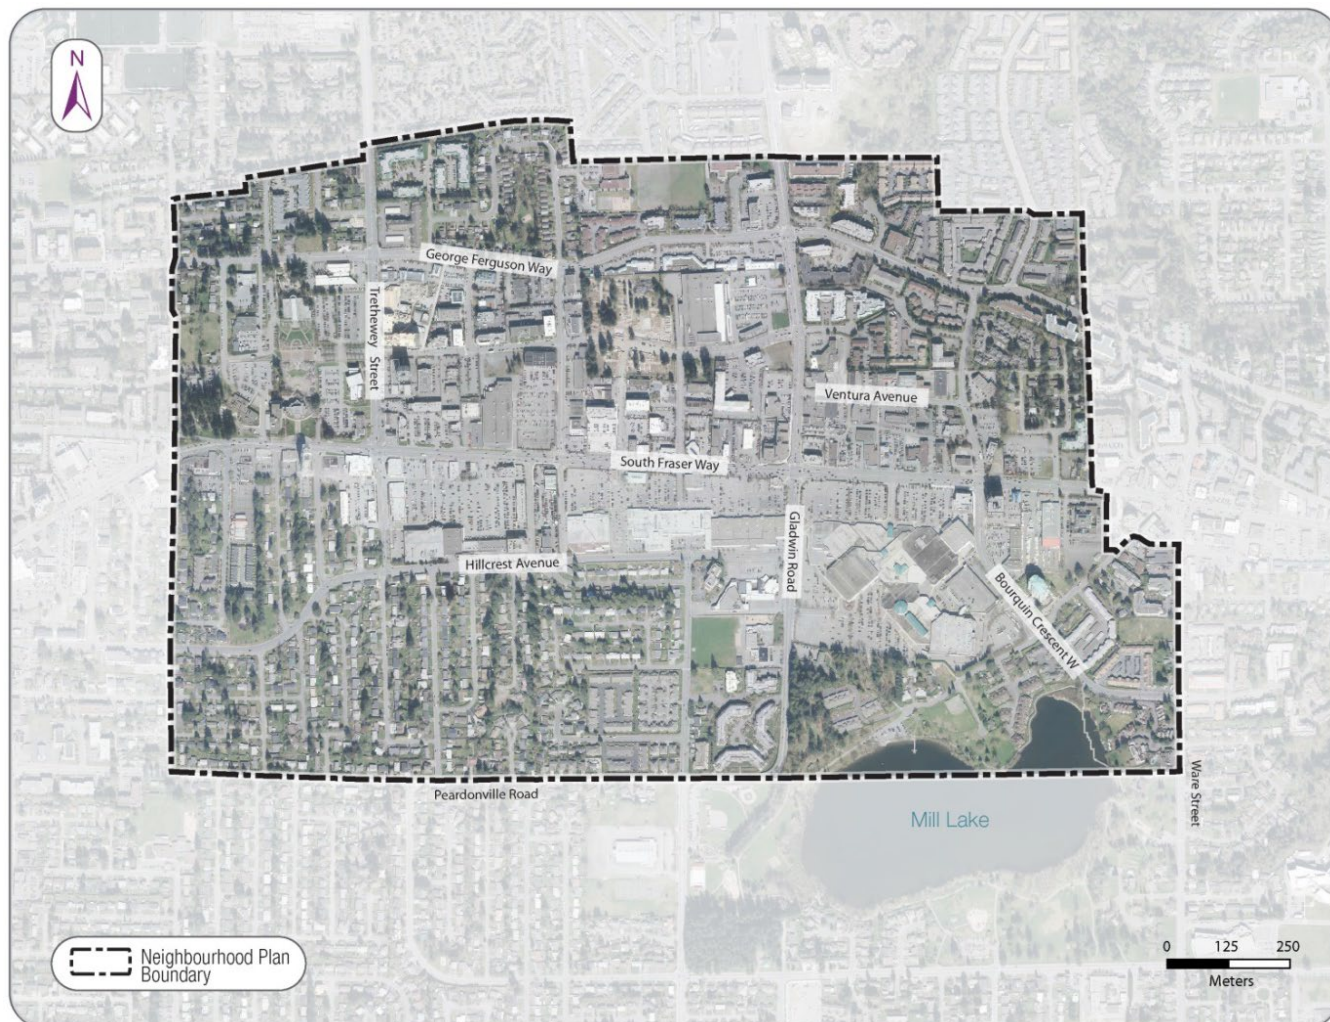 N
George Ferguson Way
Trethewey Street
Ventura Avenue
South Fraser Way
Gladwin Road
Hillcrest Avenue
Bourquin Crescent W
Peardonville Road
Ware Street
Mill Lake
Neighbourhood Plan
Boundary
0 125 250
Meters